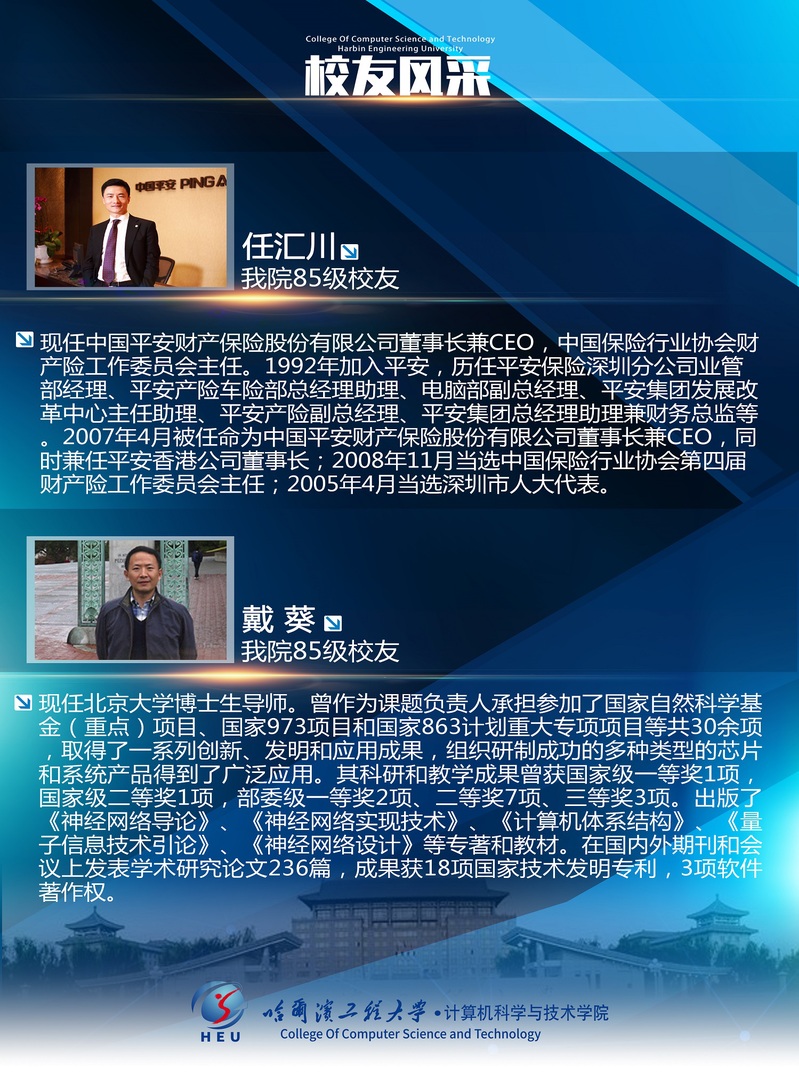 College Of Computer Science and Technology
Harbin Engineering University
校友风采
中国平安 PING A
任汇川
我院85级校友
现任中国平安财产保险股份有限公司董事长兼CEO，中国保险行业协会财
产险工作委员会主任。1992年加入平安，历任平安保险深圳分公司业管
部经理、平安产险车险部总经理助理、电脑部副总经理、平安集团发展改
革中心主任助理、平安产险副总经理、平安集团总经理助理兼财务总监等
。2007年4月被任命为中国平安财产保险股份有限公司董事长兼CEO，同
时兼任平安香港公司董事长；2008年11月当选中国保险行业协会第四届
财产险工作委员会主任；2005年4月当选深圳市人大代表。
戴 葵
我院85级校友
现任北京大学博士生导师。曾作为课题负责人承担参加了国家自然科学基
金（重点）项目、国家973项目和国家863计划重大专项项目等共30余项
，取得了一系列创新、发明和应用成果，组织研制成功的多种类型的芯片
和系统产品得到了广泛应用。其科研和教学成果曾获国家级一等奖1项，
国家级二等奖1项，部委级一等奖2项、二等奖7项、三等奖3项。出版了
《神经网络导论》、《神经网络实现技术》、《计算机体系结构》、《量
子信息技术引论》、《神经网络设计》等专著和教材。在国内外期刊和会
议上发表学术研究论文236篇，成果获18项国家技术发明专利，3项软件
著作权。
HEU
哈尔滨工程大学·计算机科学与技术学院
College Of Computer Science and Technology